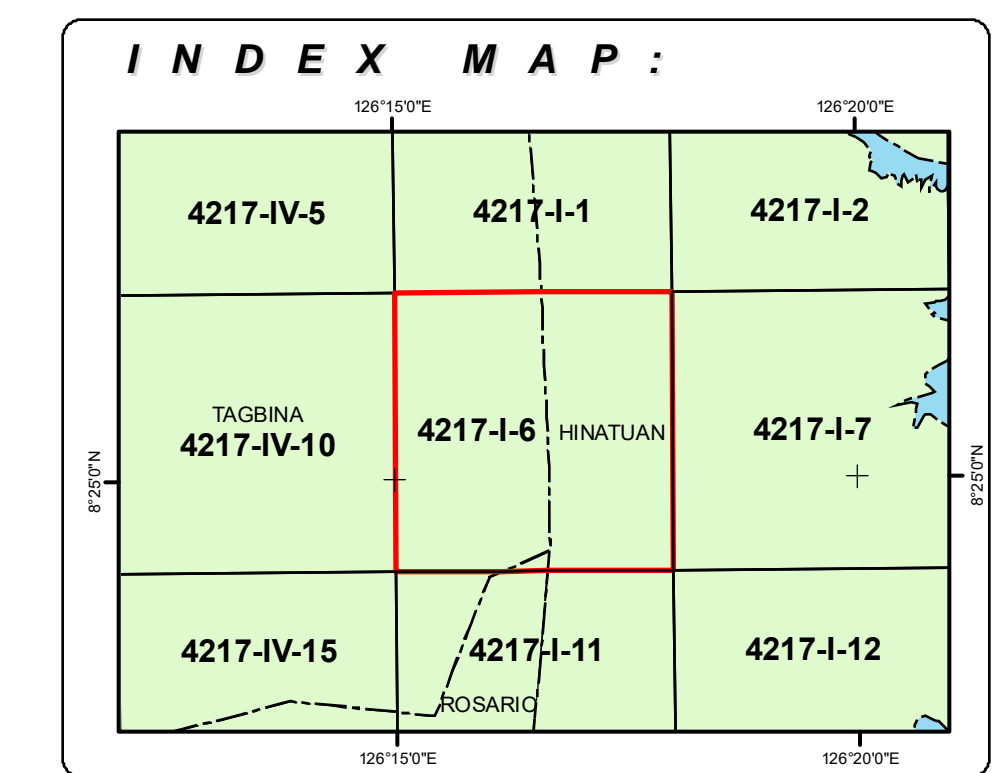 INDEX MAP:
126°15'0"E 126°20'0"E
4217-IV-5 4217-I-1 4217-I-2
TAGBINA
4217-IV-10 4217-I-6 HINATUAN 4217-I-7
8°25'0"N 8°25'0"N
4217-IV-15 4217-I-11 4217-I-12
ROSARIO
126°15'0"E 126°20'0"E